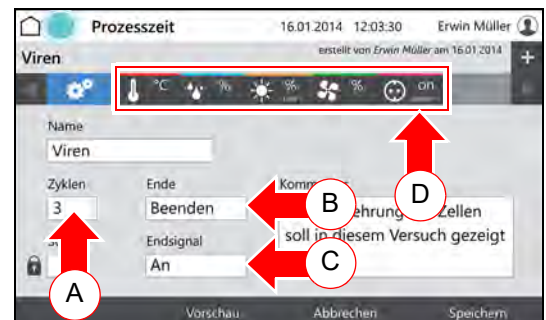 Prozesszeit 16.01.2014 12:03:30 Erwin Müller
Viren erstellt von Erwin Müller am 16.01.2014 +
°C % % % on
Name
Viren
Zyklen Ende
3 Beenden
Zellen
soll in diesem Versuch gezeigt
Endsignal
An
A
B
C
D
Vorschau Abbrechen Speichern